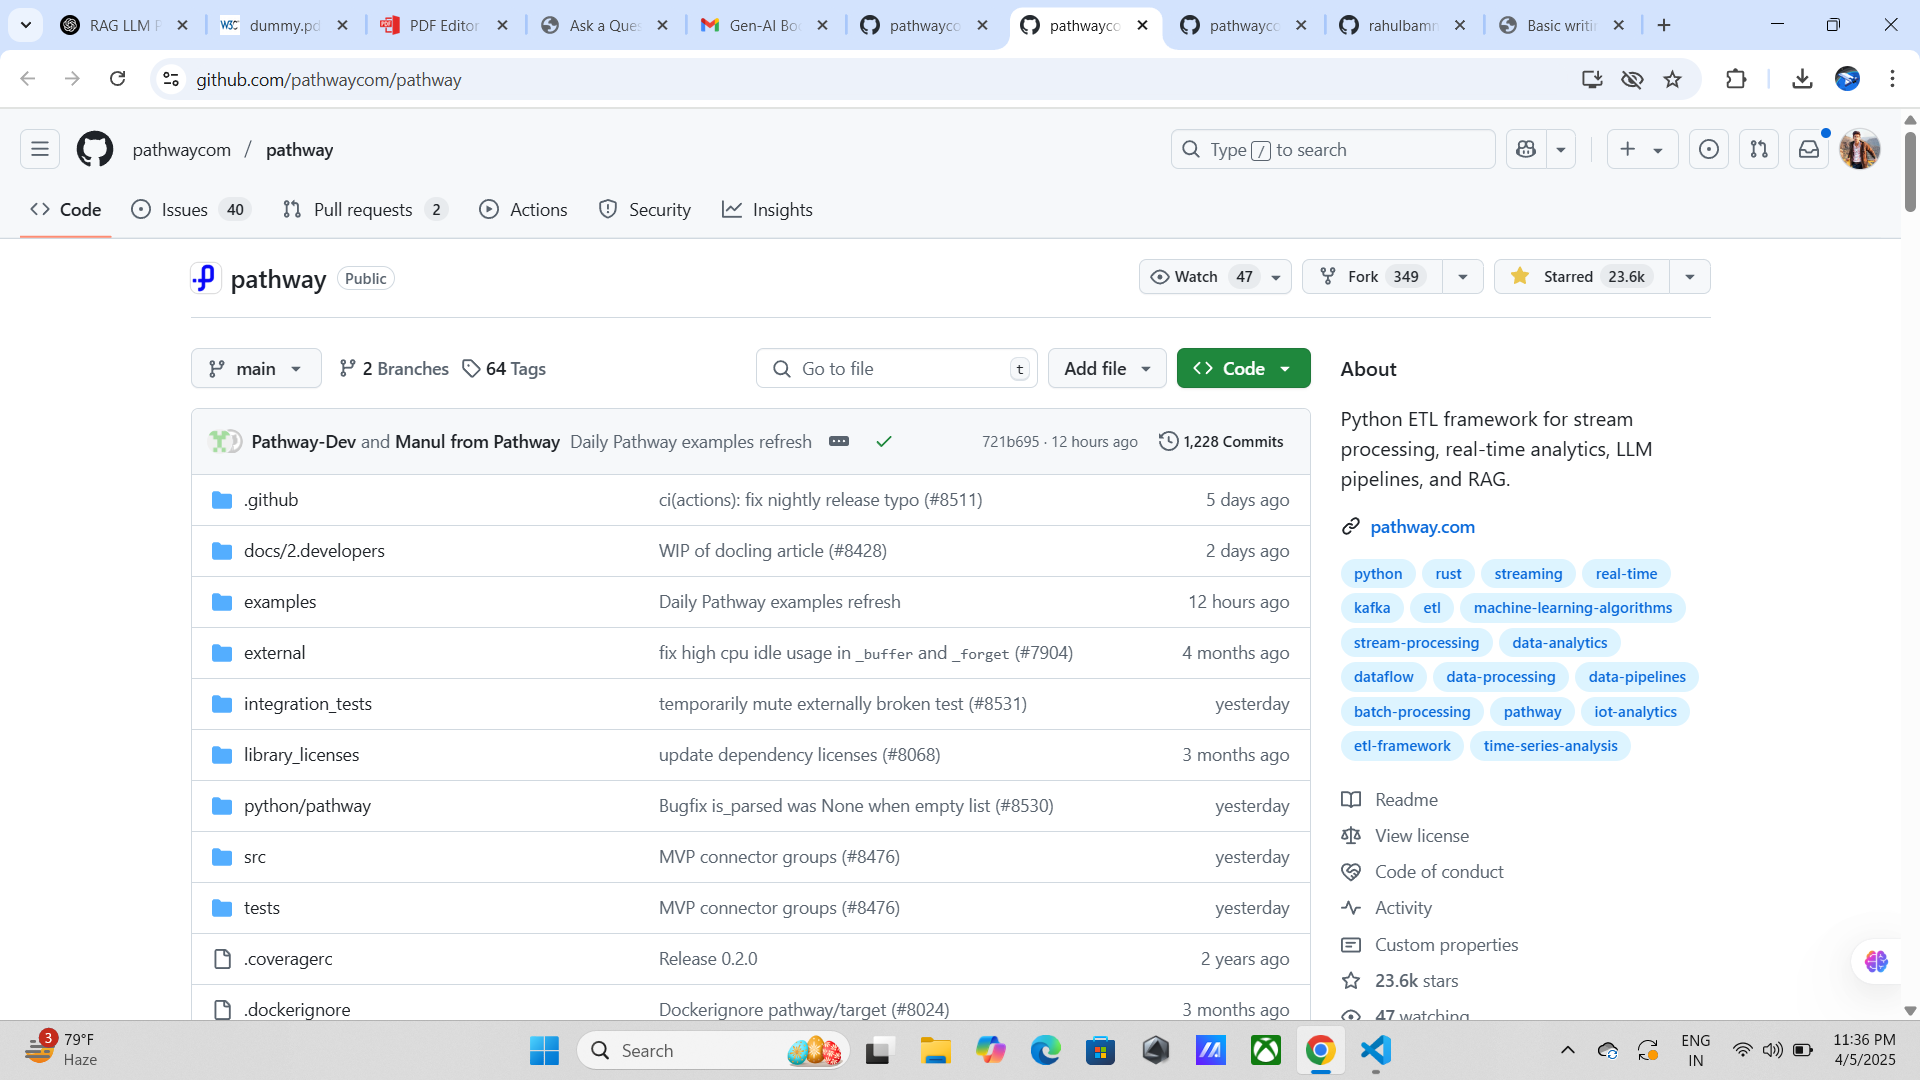 RAG LLM P
dummy.pd
PDF Editor
Ask a Ques
Gen-AI Boo
pathwayco
pathwayco
pathwayco
rahulbamn
Basic writin
github.com/pathwaycom/pathway
pathwaycom / pathway
Type / to search
Code
Issues 40
Pull requests 2
Actions
Security
Insights
pathway Public
Watch 47
Fork 349
Starred 23.6k
main
2 Branches
64 Tags
Go to file t
Add file
Code
Pathway-Dev and Manul from Pathway Daily Pathway examples refresh 721b695 · 12 hours ago 1,228 Commits
.github ci(actions): fix nightly release typo (#8511) 5 days ago
docs/2.developers WIP of docling article (#8428) 2 days ago
examples Daily Pathway examples refresh 12 hours ago
external fix high cpu idle usage in _buffer and _forget (#7904) 4 months ago
integration_tests temporarily mute externally broken test (#8531) yesterday
library_licenses update dependency licenses (#8068) 3 months ago
python/pathway Bugfix is_parsed was None when empty list (#8530) yesterday
src MVP connector groups (#8476) yesterday
tests MVP connector groups (#8476) yesterday
.coveragerc Release 0.2.0 2 years ago
.dockerignore Dockerignore pathway/target (#8024) 3 months ago
About
Python ETL framework for stream
processing, real-time analytics, LLM
pipelines, and RAG.
pathway.com
python rust streaming real-time
kafka etl machine-learning-algorithms
stream-processing data-analytics
dataflow data-processing data-pipelines
batch-processing pathway iot-analytics
etl-framework time-series-analysis
Readme
View license
Code of conduct
Activity
Custom properties
23.6k stars
47 watching
3
79°F
Haze
Search
ENG
IN
11:36 PM
4/5/2025